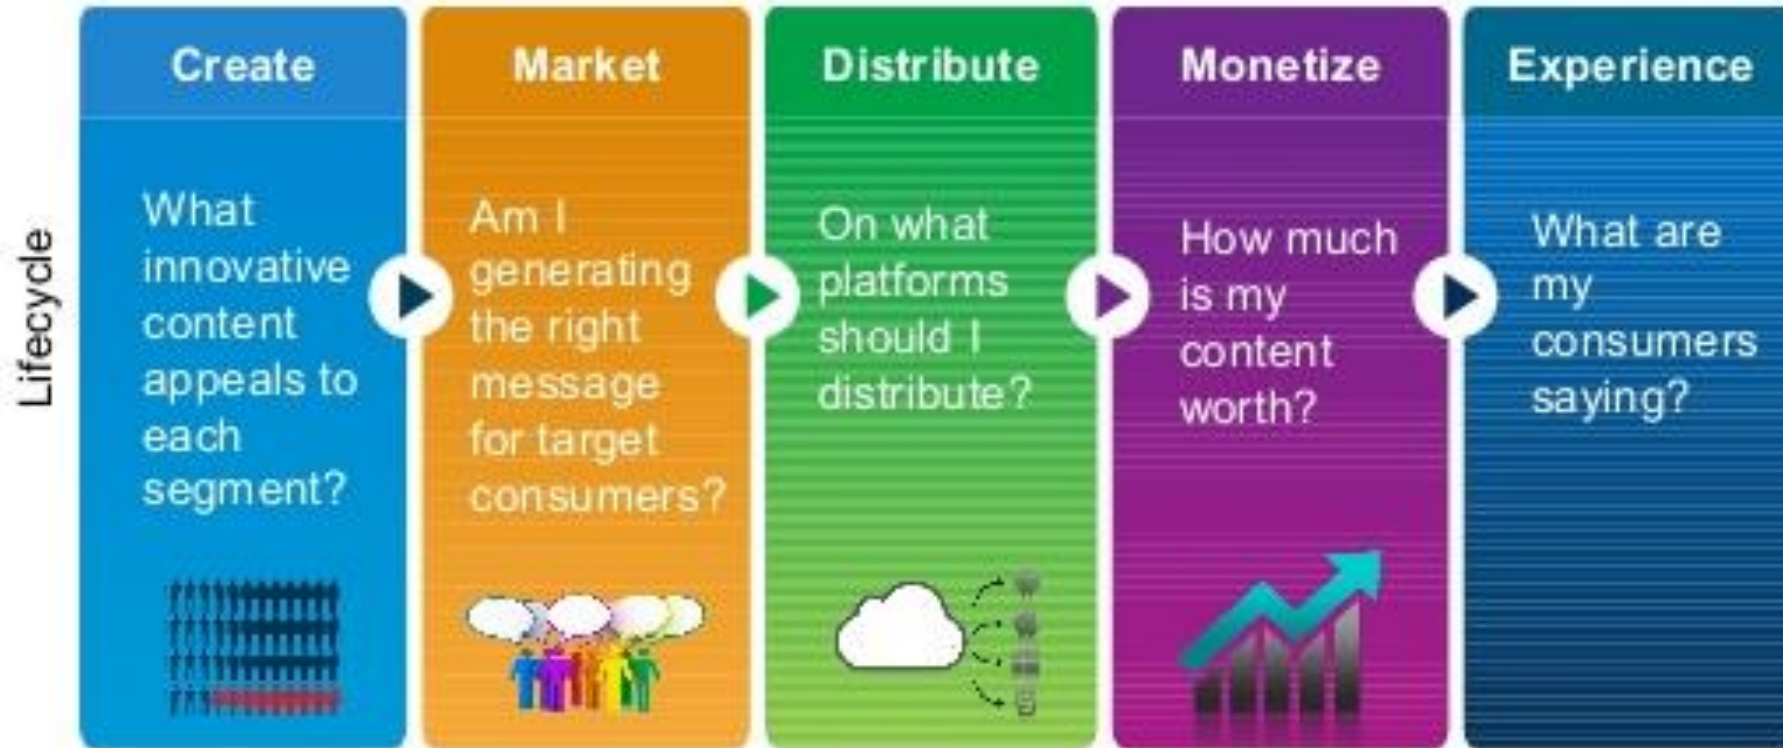 Lifecycle
Create
What
innovative
content
appeals to
each
segment?
Market
Am I
generating
the right
message
for target
consumers?
Distribute
On what
platforms
should I
distribute?
Monetize
How much
is my
content
worth?
Experience
What are
my
consumers
saying?